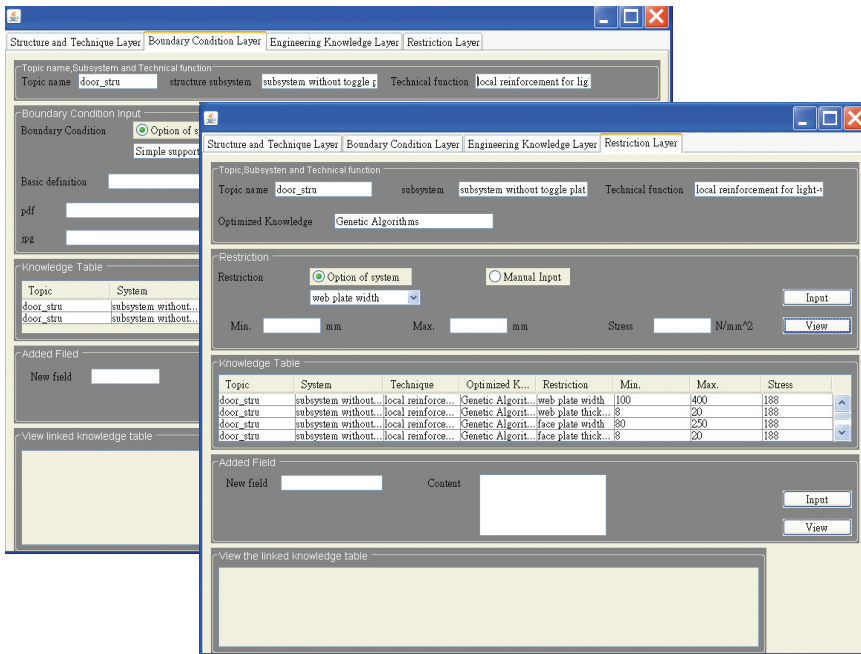 Structure and Technique Layer Boundary Condition Layer Engineering Knowledge Layer Restriction Layer
Topic name,Subsystem and Technical function
Topic name door_stru structure subsystem subsystem without toggle p Technical function local reinforcement for lig
Boundary Condition Input
Boundary Condition Option of s
Simple support
Basic definition
pdf
jpg
Knowledge Table
Topic System
door_stru subsystem without...
door_stru subsystem without...
Added Filed
New field
View linked knowledge table
Structure and Technique Layer Boundary Condition Layer Engineering Knowledge Layer Restriction Layer
Topic,Subsysten and Technical function
Topic name door_stru subsystem subsystem without toggle plat Technical function local reinforcement for light-
Optimized Knowledge Genetic Algorithms
Restriction
Restriction Option of system Manual Input
web plate width Input
Min. mm Max. mm Stress N/mm^2 View
Knowledge Table
Topic System Technique Optimized K... Restriction Min. Max. Stress
door_stru subsystem without... local reinforce... Genetic Algorit... web plate width 100 400 188
door_stru subsystem without... local reinforce... Genetic Algorit... web plate thick... 8 20 188
door_stru subsystem without... local reinforce... Genetic Algorit... face plate width 80 250 188
door_stru subsystem without... local reinforce... Genetic Algorit... face plate thick... 8 20 188
Added Field
New field Content
Input
View
View the linked knowledge table